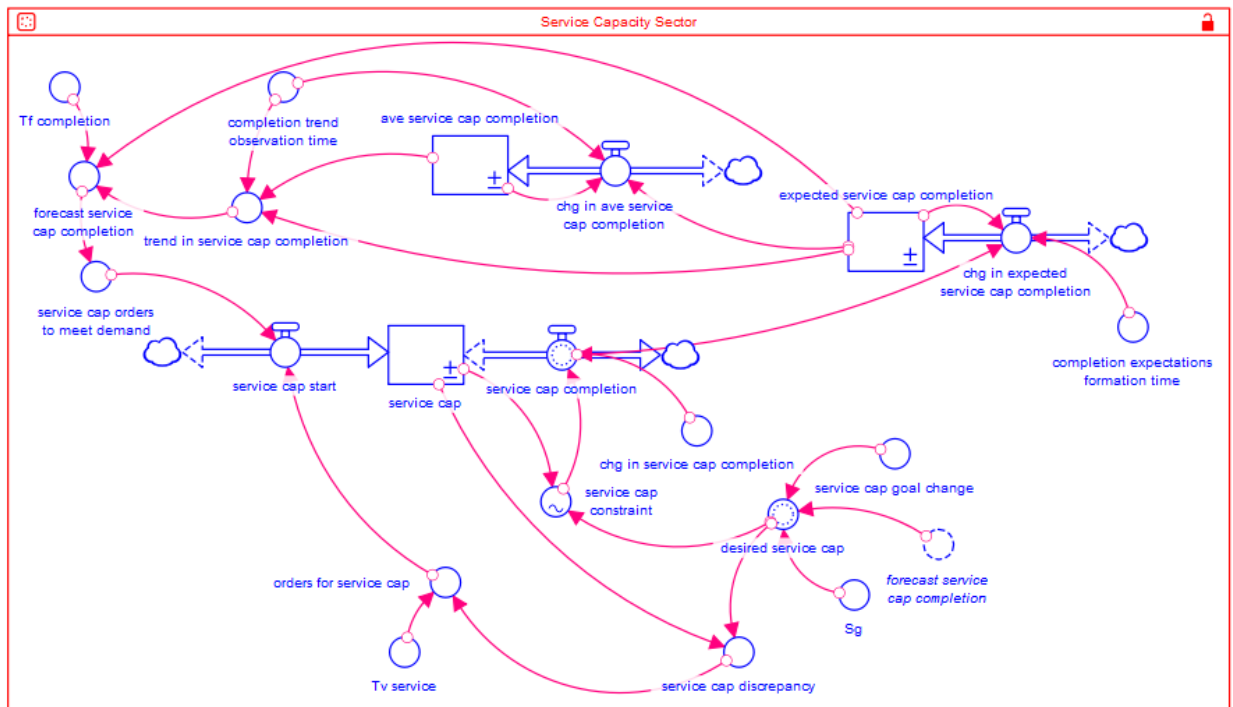 Service Capacity Sector
Tf completion
completion trend
observation time
ave service cap completion
forecast service
cap completion
trend in service cap completion
chg in ave service
cap completion
expected service cap completion
chg in expected
service cap completion
service cap orders
to meet demand
completion expectations
formation time
service cap start
service cap
service cap completion
chg in service cap completion
service cap
constraint
service cap goal change
desired service cap
forecast service
cap completion
orders for service cap
Sg
Tv service
service cap discrepancy